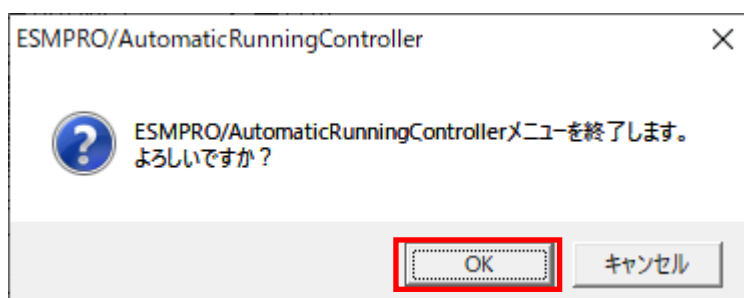 ESMPRO/AutomaticRunningController
ESMPRO/AutomaticRunningControllerメニューを終了します。
よろしいですか？
OK
キャンセル